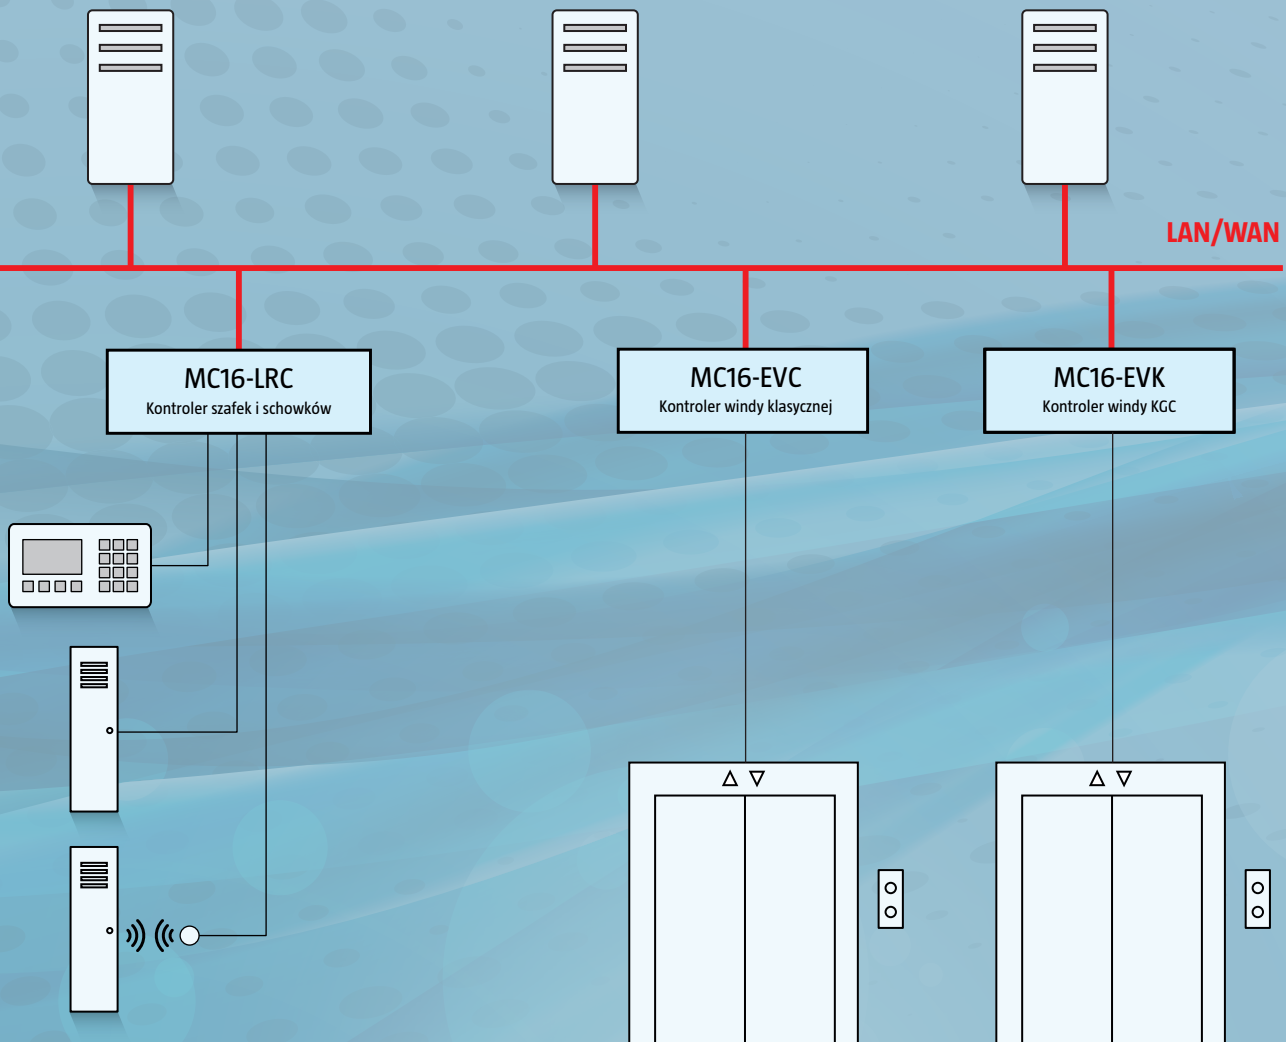 LAN/WAN
MC16-LRC
Kontroler szafek i schowków
MC16-EVC
Kontroler windy klasycznej
MC16-EVK
Kontroler windy KGC